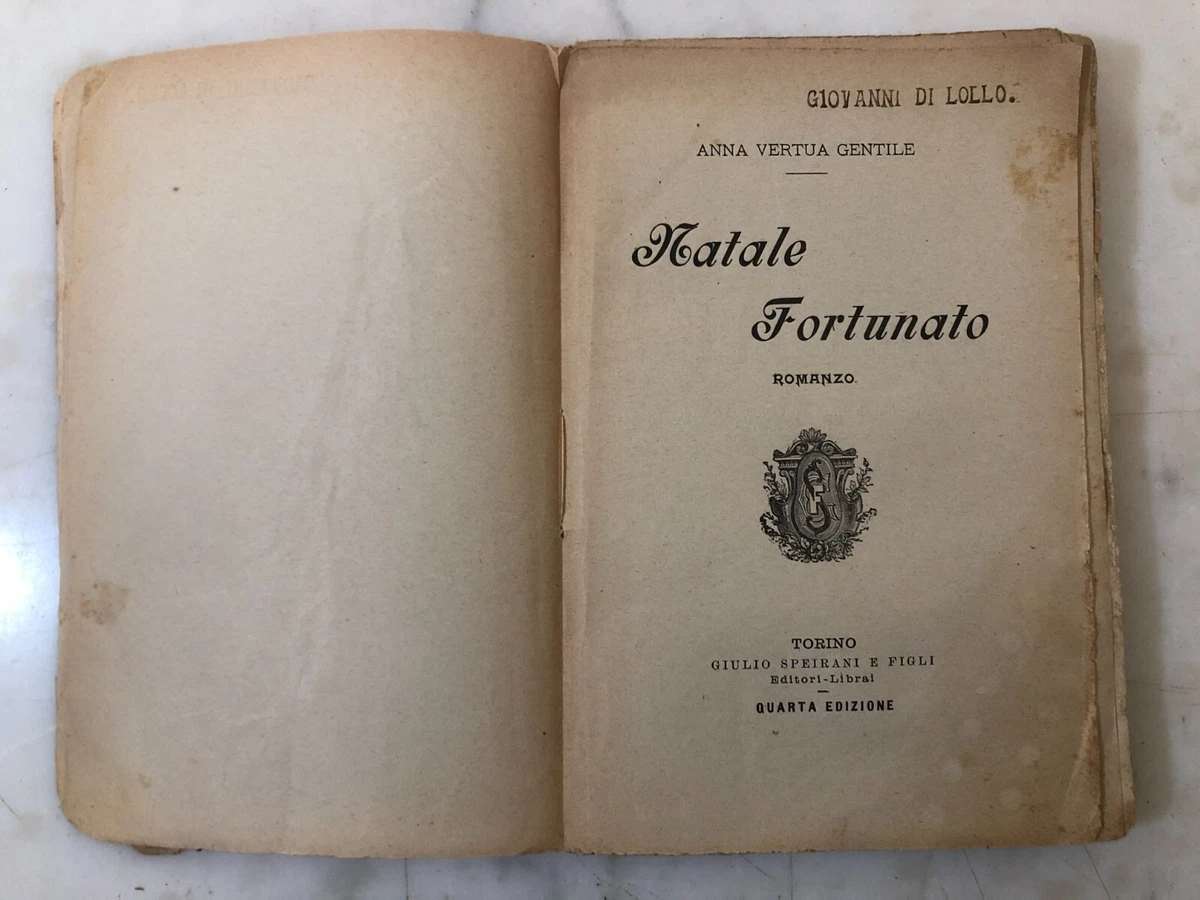 GIOVANNI DI LOLLO.
ANNA VERTUA GENTILE
Natale
Fortunato
ROMANZO
TORINO
GIULIO SPEIRANI E FIGLI
Editori-Librai
QUARTA EDIZIONE